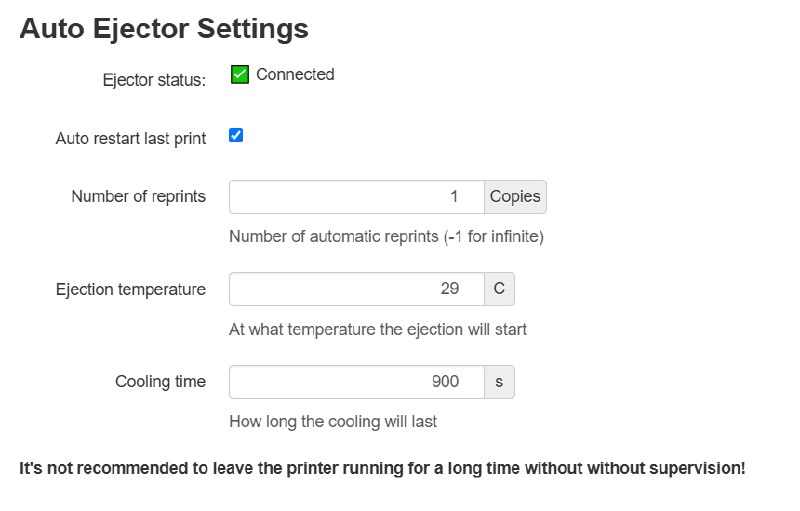 Auto Ejector Settings
Ejector status: Connected
Auto restart last print
Number of reprints 1 Copies
Number of automatic reprints (-1 for infinite)
Ejection temperature 29 C
At what temperature the ejection will start
Cooling time 900 s
How long the cooling will last
It's not recommended to leave the printer running for a long time without without supervision!